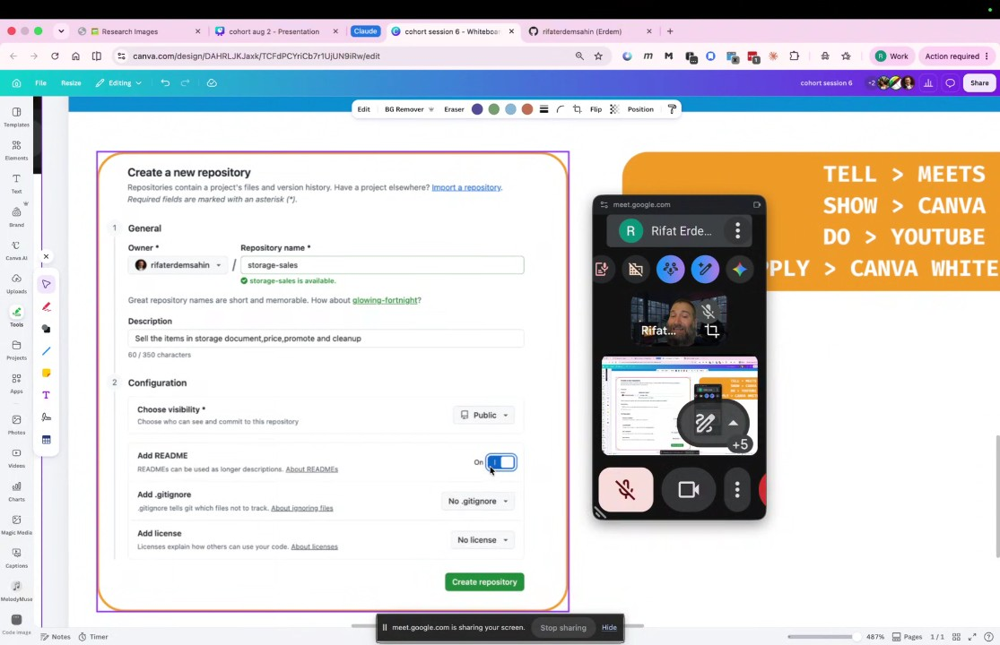 Research Images
cohort aug 2 - Presentation
Claude
cohort session 6 - Whiteboa
rifaterdemsahin (Erdem)
canva.com/design/DAHRLJKJaxk/TCFdPCYriCb7r1UjUN9iRw/edit
R Work
Action required
File
Resize
Editing
cohort session 6
+2
Share
Templates
Elements
Text
Brand
Canva AI
Uploads
Tools
Projects
Apps
Photos
Videos
Charts
Magic Media
Captions
MelodyMuse
Code image
Edit
BG Remover
Eraser
Flip
Position
Create a new repository
Repositories contain a project's files and version history. Have a project elsewhere? Import a repository.
Required fields are marked with an asterisk (*).
1 General
Owner * Repository name *
rifaterdemsahin / storage-sales
storage-sales is available.
Great repository names are short and memorable. How about glowing-fortnight?
Description
Sell the items in storage document,price,promote and cleanup
60 / 350 characters
2 Configuration
Choose visibility *
Choose who can see and commit to this repository
Public
Add README
READMEs can be used as longer descriptions. About READMEs
On
Add .gitignore
.gitignore tells git which files not to track. About ignoring files
No .gitignore
Add license
Licenses explain how others can use your code. About licenses
No license
Create repository
TELL > MEETS
SHOW > CANVA
DO > YOUTUBE
PPLY > CANVA WHITE
meet.google.com
R Rifat Erde...
Rifat...
+5
meet.google.com is sharing your screen.
Stop sharing
Hide
Notes
Timer
487%
Pages
1 / 1